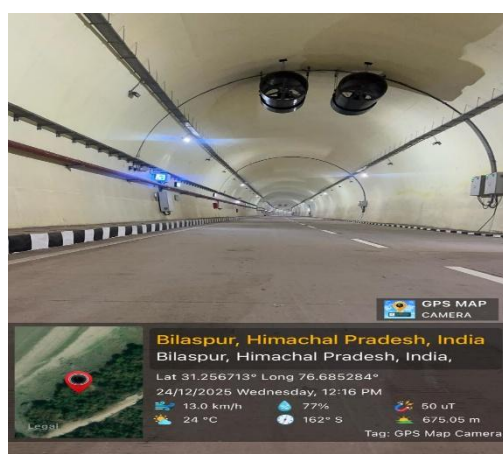 GPS MAP
CAMERA
Bilaspur, Himachal Pradesh, India
Bilaspur, Himachal Pradesh, India,
Lat 31.256713° Long 76.685284°
24/12/2025 Wednesday, 12:16 PM
13.0 km/h 77% 50 uT
24 °C 162° S 675.05 m
Legal
Tag: GPS Map Camera